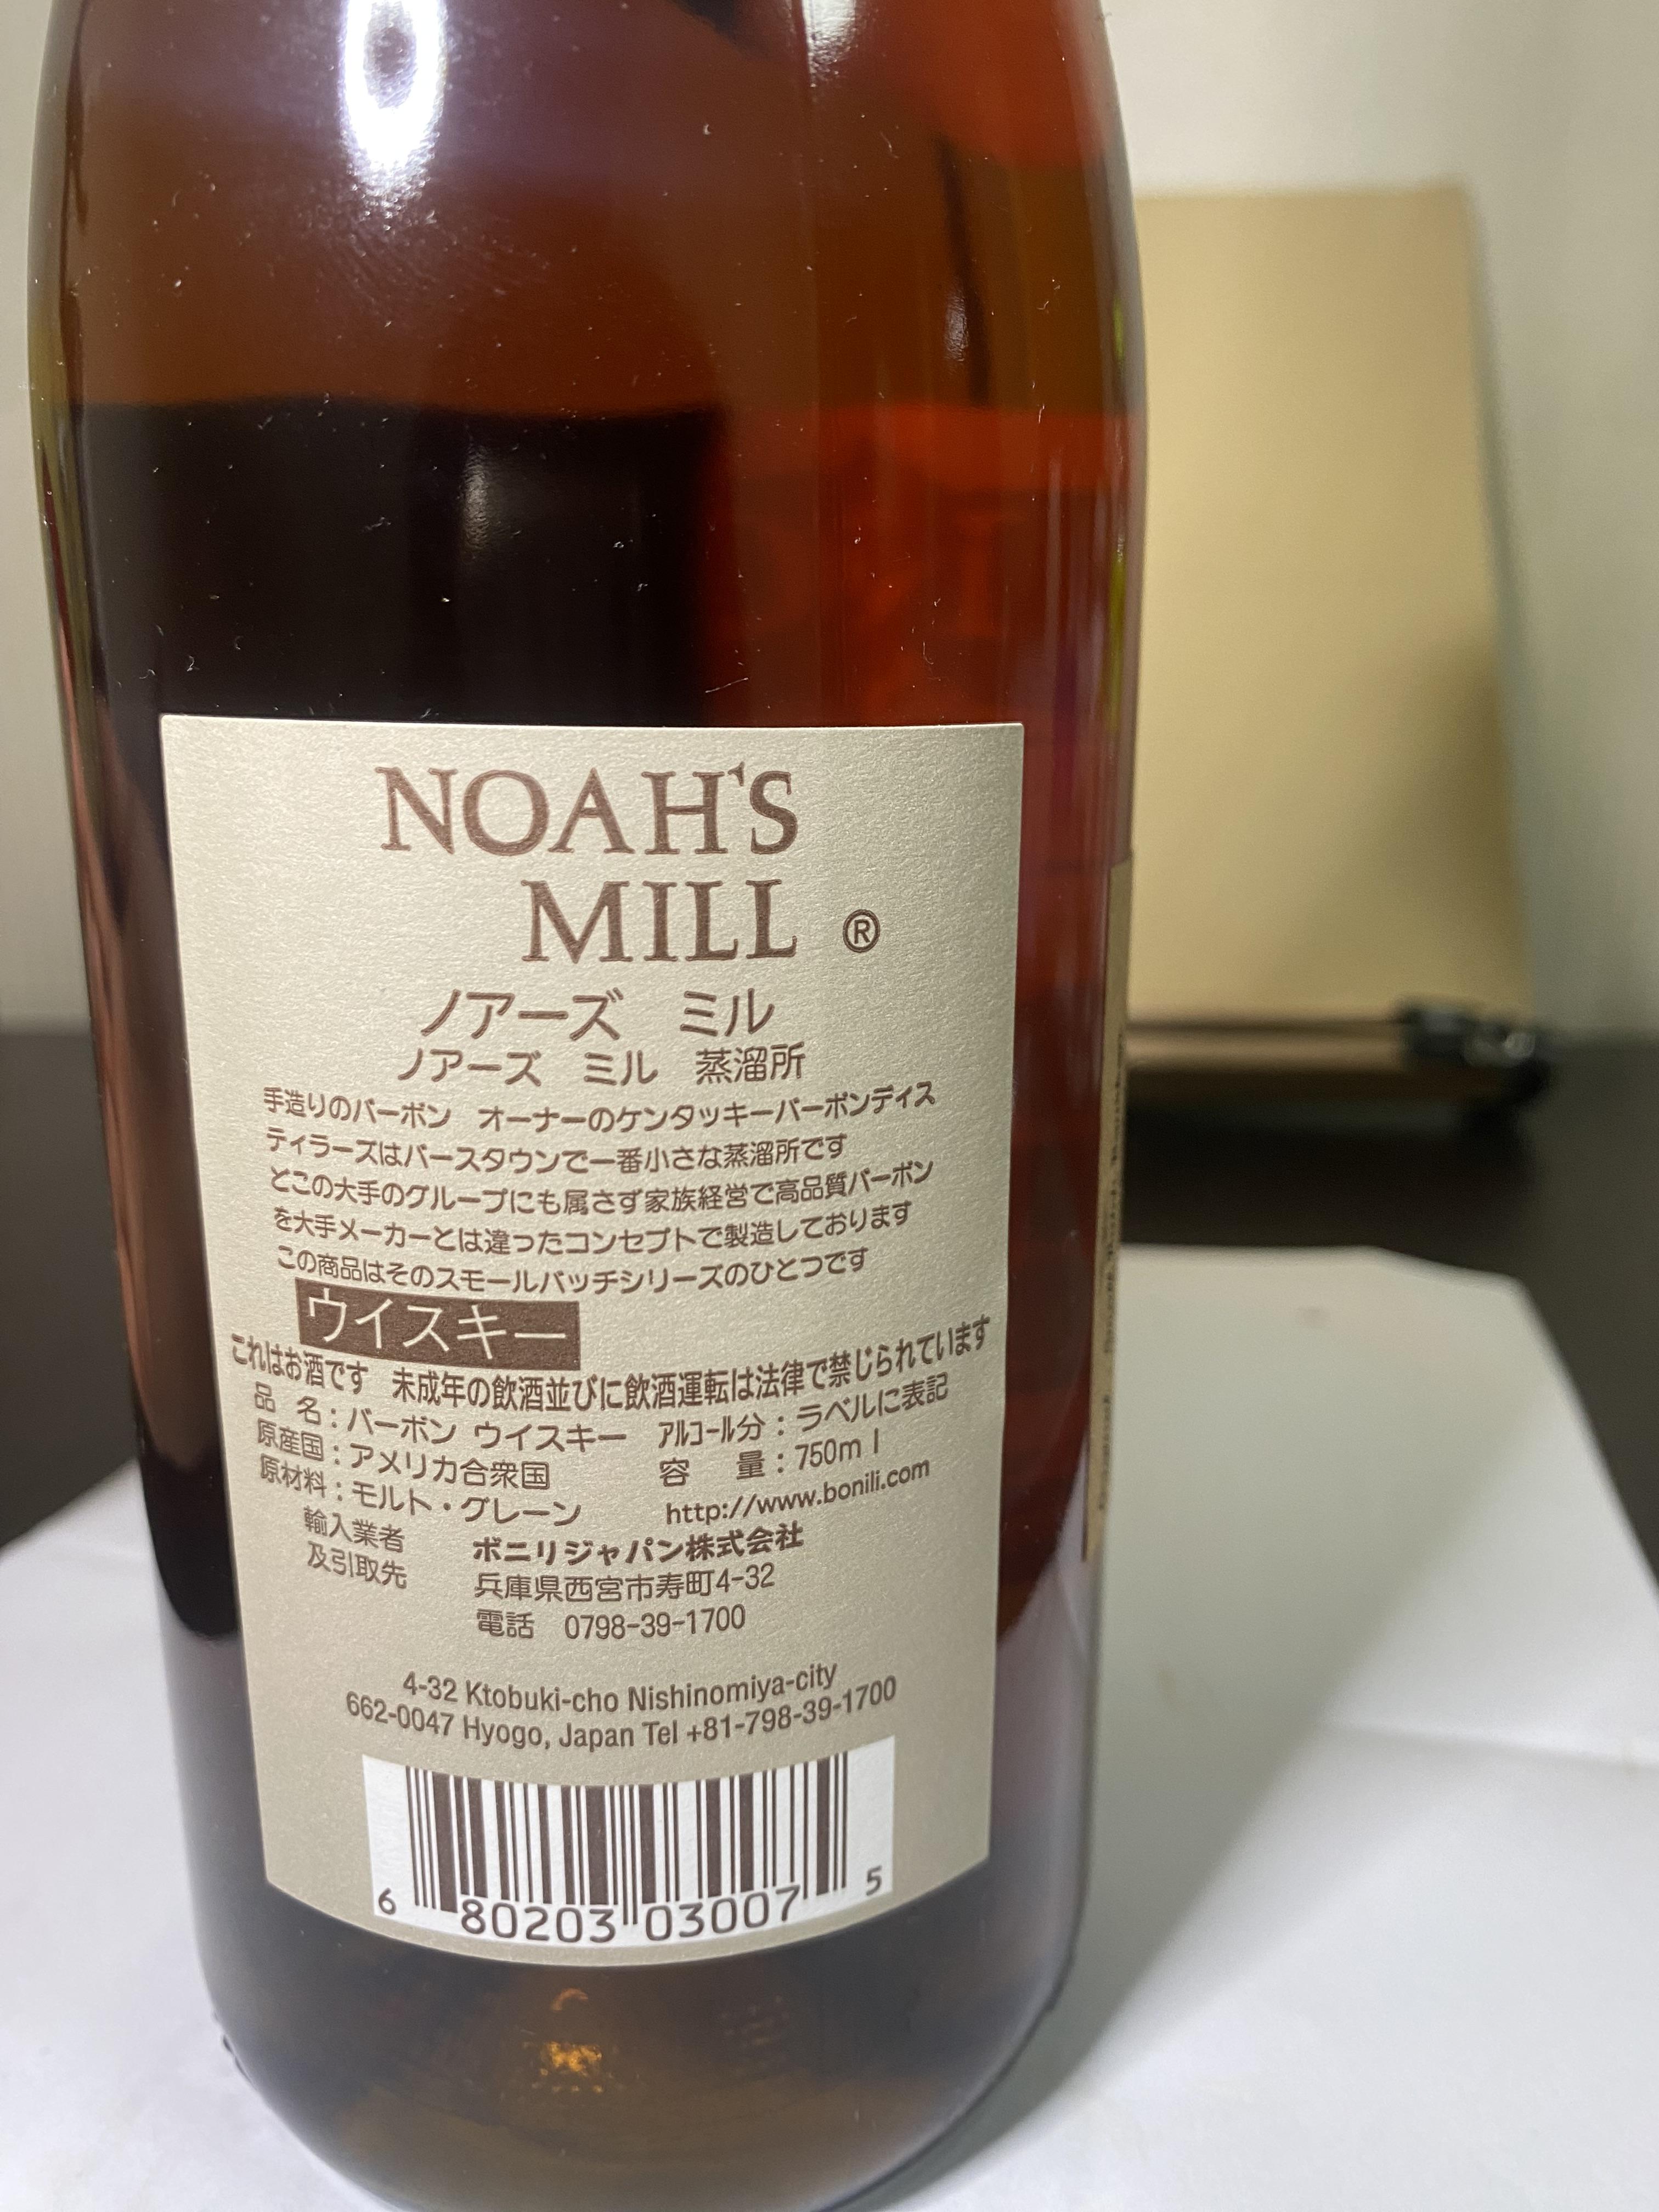 NOAH'S
MILL ®
ノアーズ ミル
ノアーズ ミル 蒸溜所
手造りのバーボン オーナーのケンタッキーバーボンディス
ティラーズはバースタウンで一番小さな蒸溜所です
どこの大手のグループにも属さず家族経営で高品質バーボン
を大手メーカーとは違ったコンセプトで製造しております
この商品はそのスモールバッチシリーズのひとつです
ウイスキー
これはお酒です 未成年の飲酒並びに飲酒運転は法律で禁じられています
品名:バーボン ウイスキー アルコール分:ラベルに表記
原産国:アメリカ合衆国 容量:750ml
原材料:モルト・グレーン http://www.bonili.com
輸入業者 ボニリジャパン株式会社
及引取先 兵庫県西宮市寿町4-32
電話 0798-39-1700
4-32 Ktobuki-cho Nishinomiya-city
662-0047 Hyogo, Japan Tel +81-798-39-1700
6 80203 03007 5